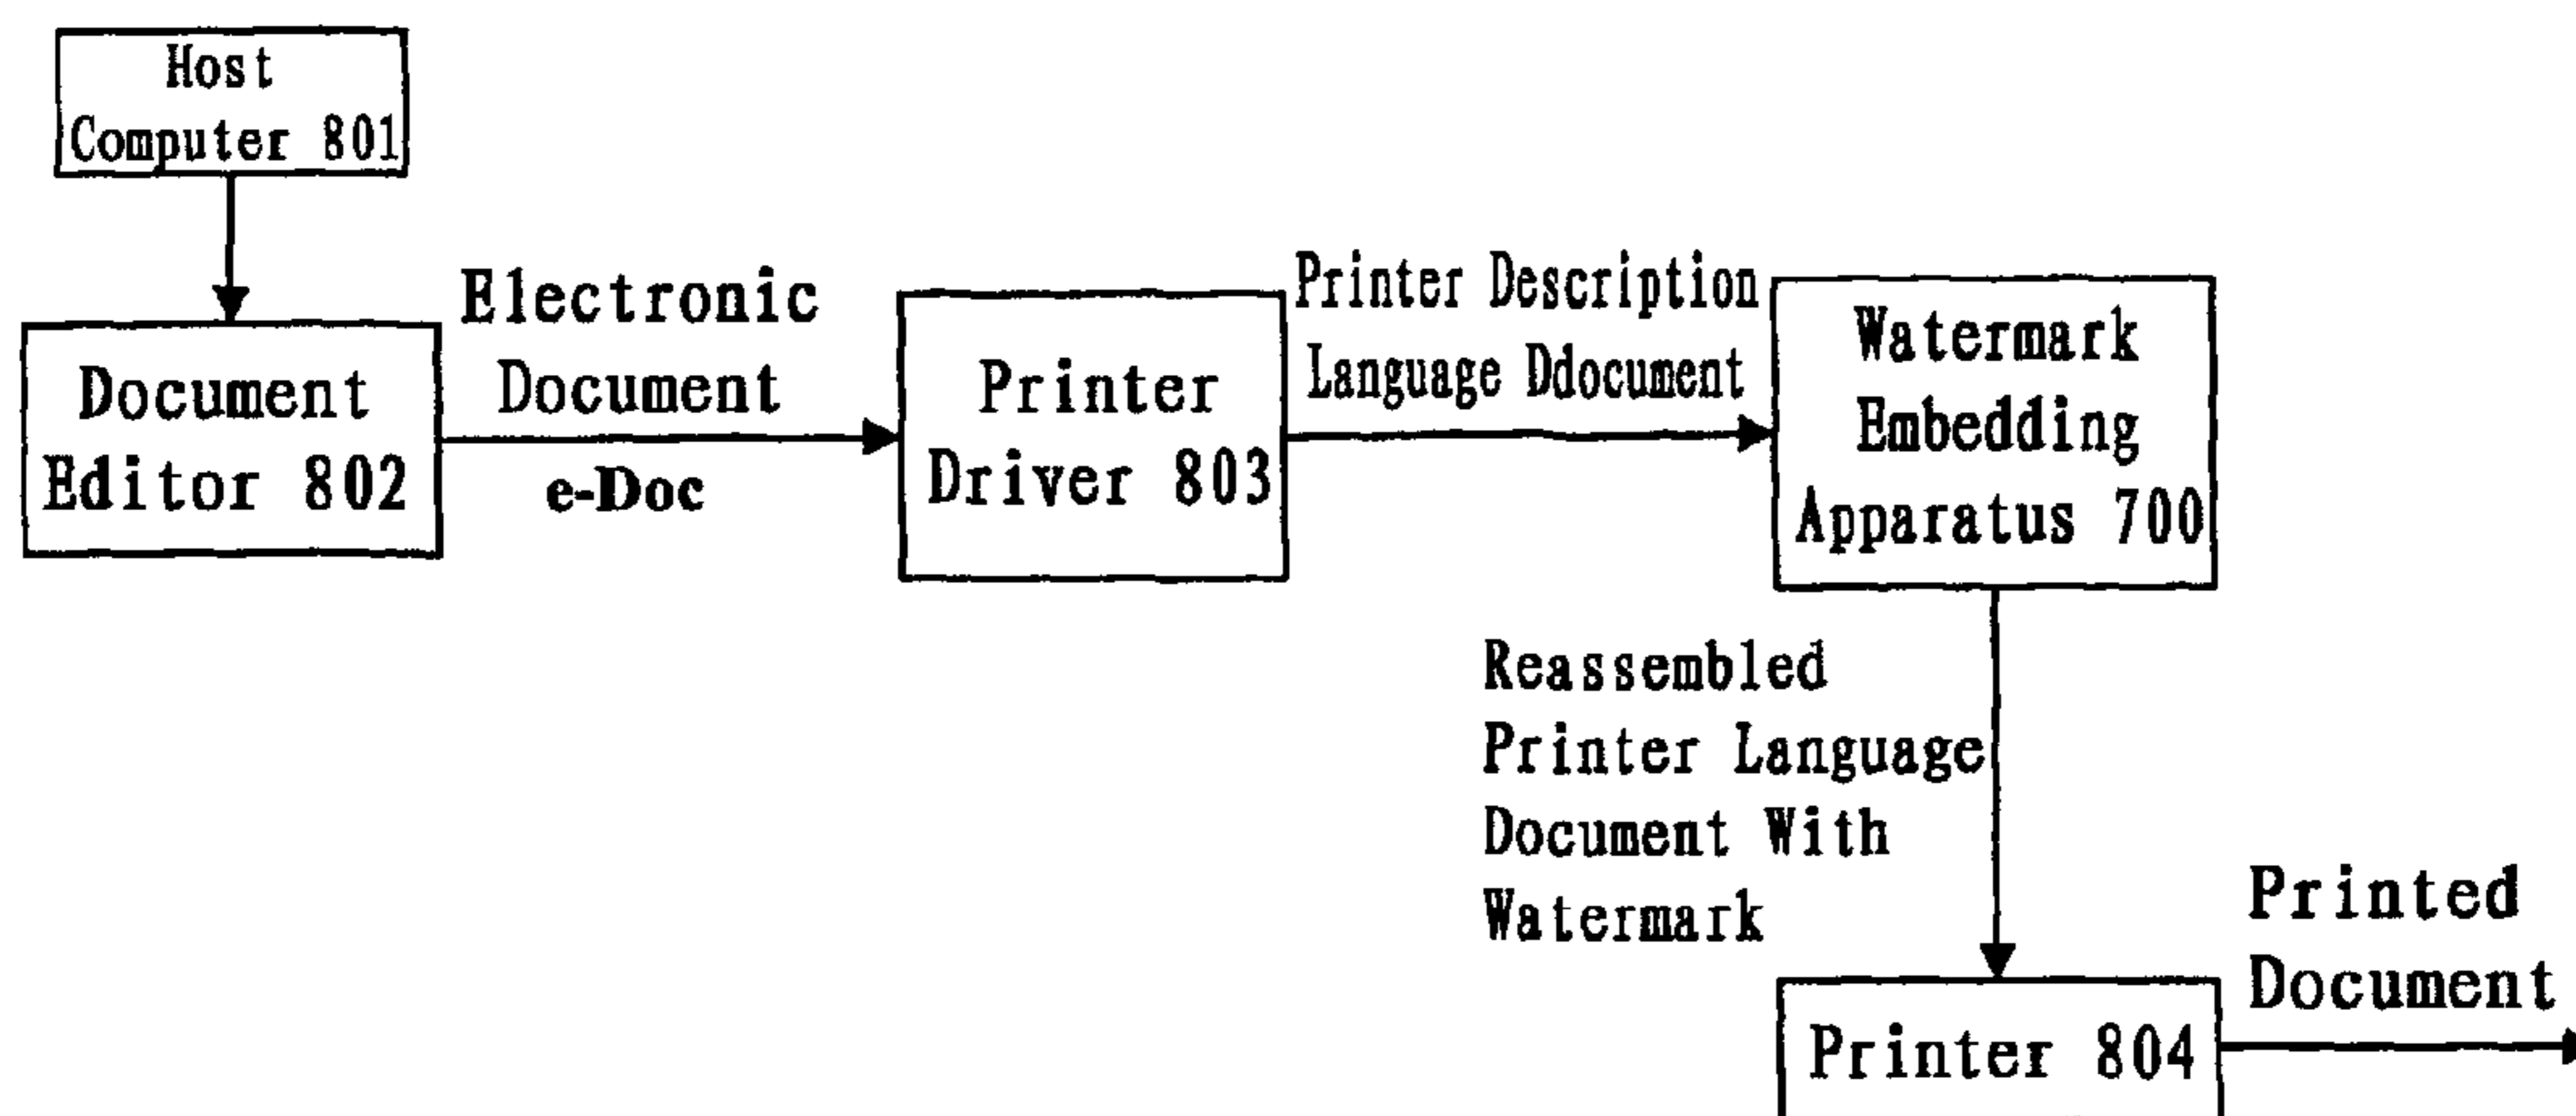 Host
Computer 801
Document
Editor 802
Electronic
Document
e-Doc
Printer
Driver 803
Printer Description
Language Ddocument
Watermark
Embedding
Apparatus 700
Reassembled
Printer Language
Document With
Watermark
Printer 804
Printed
Document